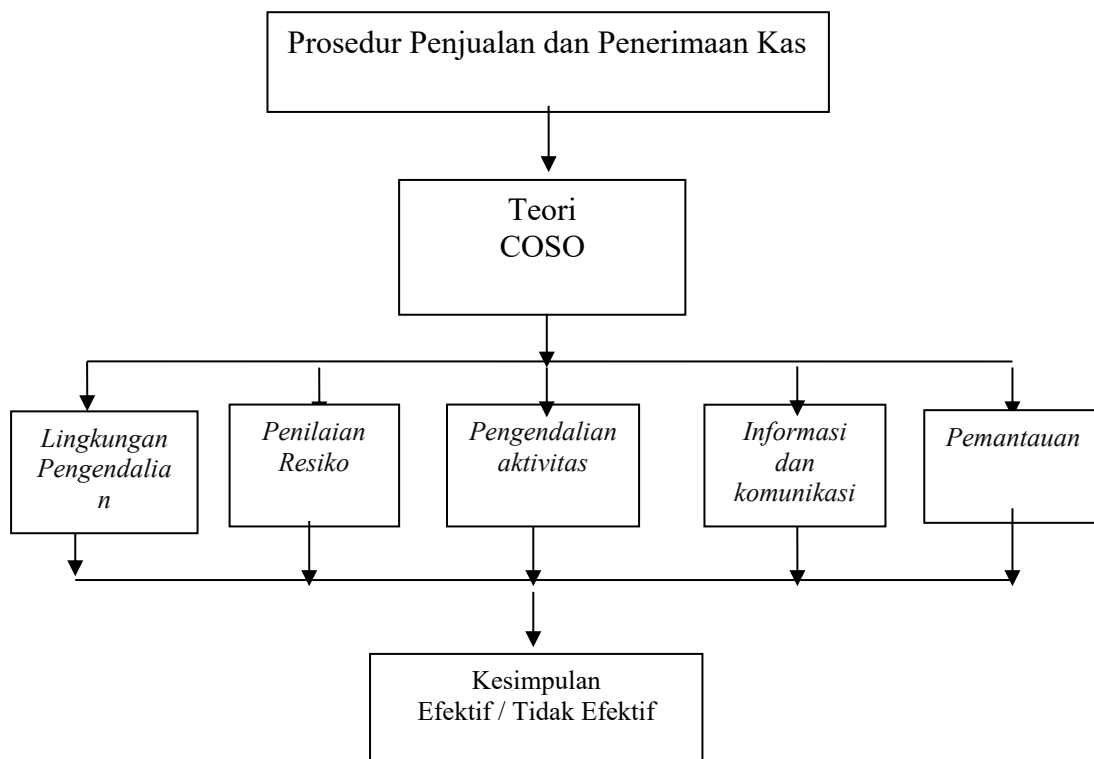 Prosedur Penjualan dan Penerimaan Kas
Teori
COSO
Lingkungan
Pengendalia
n
Penilaian
Resiko
Pengendalian
aktivitas
Informasi
dan
komunikasi
Pemantauan
Kesimpulan
Efektif / Tidak Efektif